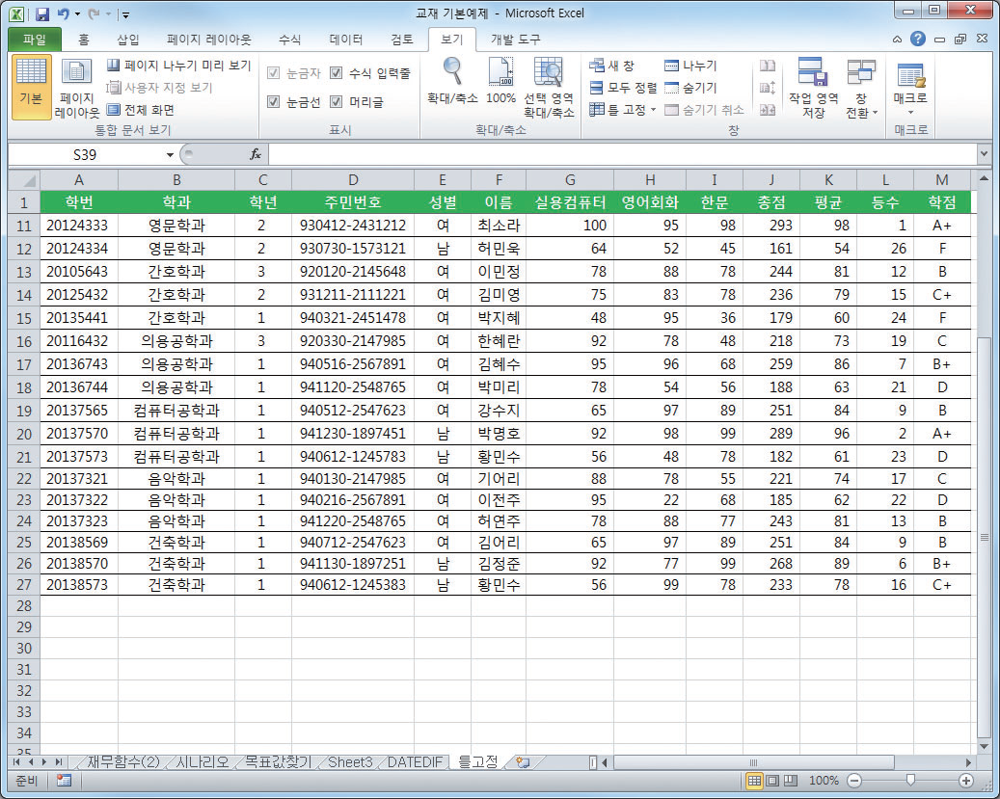 교재 기본예제 - Microsoft Excel
파일 홈 삽입 페이지 레이아웃 수식 데이터 검토 보기 개발 도구
기본
페이지 레이아웃
페이지 나누기 미리 보기
사용자 지정 보기
전체 화면
통합 문서 보기
눈금자 수식 입력줄
눈금선 머리글
표시
확대/축소
100%
선택 영역 확대/축소
확대/축소
새 창
모두 정렬
틀 고정
나누기
숨기기
숨기기 취소
작업 영역 저장
창 전환
창
매크로
매크로
S39 fx
A B C D E F G H I J K L M
1 학번 학과 학년 주민번호 성별 이름 실용컴퓨터 영어회화 한문 총점 평균 등수 학점
11 20124333 영문학과 2 930412-2431212 여 최소라 100 95 98 293 98 1 A+
12 20124334 영문학과 2 930730-1573121 남 허민욱 64 52 45 161 54 26 F
13 20105643 간호학과 3 920120-2145648 여 이민정 78 88 78 244 81 12 B
14 20125432 간호학과 2 931211-2111221 여 김미영 75 83 78 236 79 15 C+
15 20135441 간호학과 1 940321-2451478 여 박지혜 48 95 36 179 60 24 F
16 20116432 의용공학과 3 920330-2147985 여 한혜란 92 78 48 218 73 19 C
17 20136743 의용공학과 1 940516-2567891 여 김혜수 95 96 68 259 86 7 B+
18 20136744 의용공학과 1 941120-2548765 여 박미리 78 54 56 188 63 21 D
19 20137565 컴퓨터공학과 1 940512-2547623 여 강수지 65 97 89 251 84 9 B
20 20137570 컴퓨터공학과 1 941230-1897451 남 박명호 92 98 99 289 96 2 A+
21 20137573 컴퓨터공학과 1 940612-1245783 남 황민수 56 48 78 182 61 23 D
22 20137321 음악학과 1 940130-2147985 여 기어리 88 78 55 221 74 17 C
23 20137322 음악학과 1 940216-2567891 여 이전주 95 22 68 185 62 22 D
24 20137323 음악학과 1 941220-2548765 여 허연주 78 88 77 243 81 13 B
25 20138569 건축학과 1 940712-2547623 여 김어리 65 97 89 251 84 9 B
26 20138570 건축학과 1 941130-1897251 남 김정준 92 77 99 268 89 6 B+
27 20138573 건축학과 1 940612-1245383 남 황민수 56 99 78 233 78 16 C+
28
29
30
31
32
33
34
35
재무함수(2) 시나리오 목표값찾기 Sheet3 DATEDIF 틀고정
준비 100%